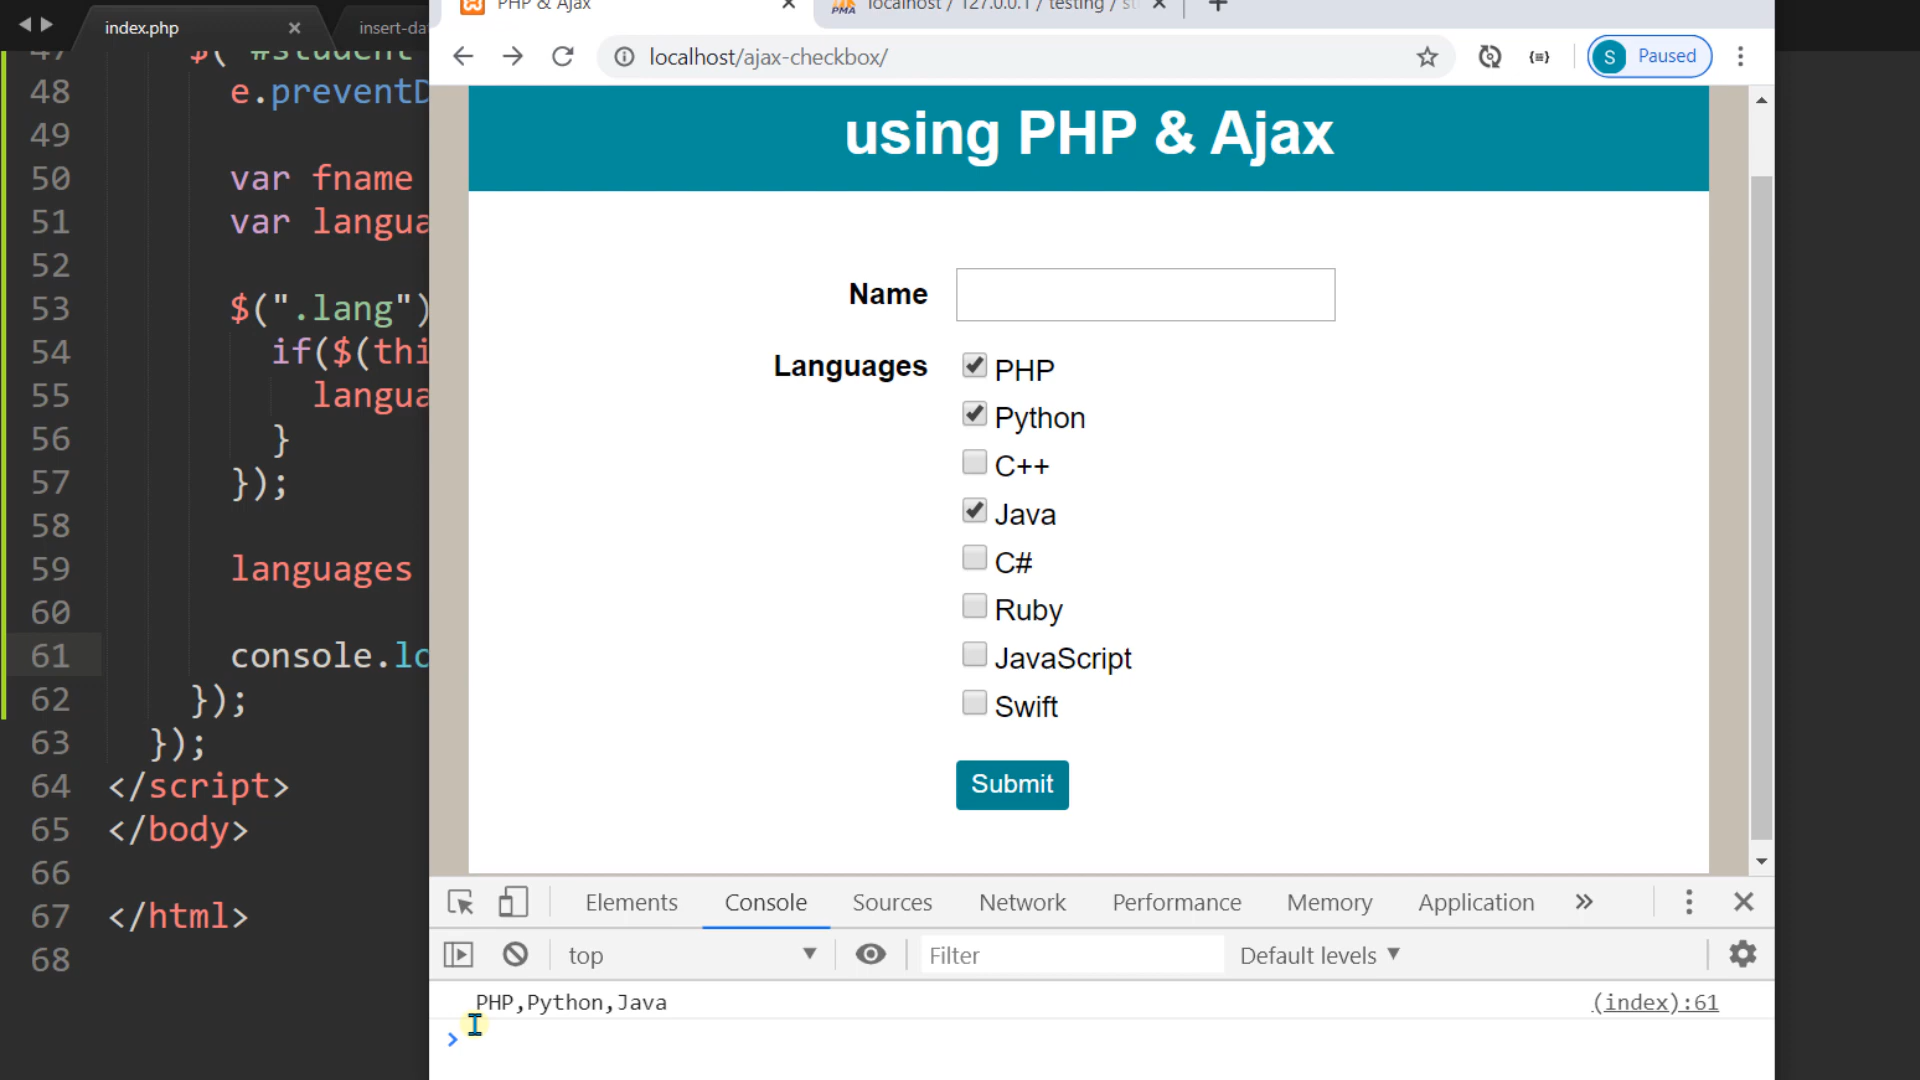 index.php
insert-da
47 $("#student
48 e.preventD
49
50 var fname
51 var langua
52
53 $(".lang")
54 if($(thi
55 langua
56 }
57 });
58
59 languages
60
61 console.lo
62 });
63 });
64 </script>
65 </body>
66
67 </html>
68
PHP & Ajax
PMA localhost / 127.0.0.1 / testing / st
localhost/ajax-checkbox/
S Paused
using PHP & Ajax
Name
Languages
PHP
Python
C++
Java
C#
Ruby
JavaScript
Swift
Submit
Elements Console Sources Network Performance Memory Application »
top Filter Default levels
PHP,Python,Java (index):61
>